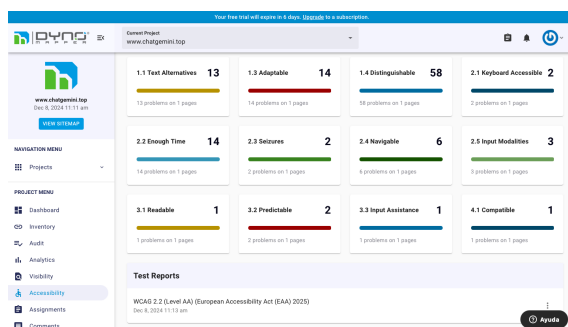 Your free trial will expire in 6 days. Upgrade to a subscription.
DYNO MAPPER
Current Project
www.chatgemini.top
www.chatgemini.top
Dec 8, 2024 11:11 am
VIEW SITEMAP
NAVIGATION MENU
Projects
PROJECT MENU
Dashboard
Inventory
Audit
Analytics
Visibility
Accessibility
Assignments
Comments
1.1 Text Alternatives 13
13 problems on 1 pages
1.3 Adaptable 14
14 problems on 1 pages
1.4 Distinguishable 58
58 problems on 1 pages
2.1 Keyboard Accessible 2
2 problems on 1 pages
2.2 Enough Time 14
14 problems on 1 pages
2.3 Seizures 2
2 problems on 1 pages
2.4 Navigable 6
6 problems on 1 pages
2.5 Input Modalities 3
3 problems on 1 pages
3.1 Readable 1
1 problems on 1 pages
3.2 Predictable 2
2 problems on 1 pages
3.3 Input Assistance 1
1 problems on 1 pages
4.1 Compatible 1
1 problems on 1 pages
Test Reports
WCAG 2.2 (Level AA) (European Accessibility Act (EAA) 2025)
Dec 8, 2024 11:13 am
Ayuda